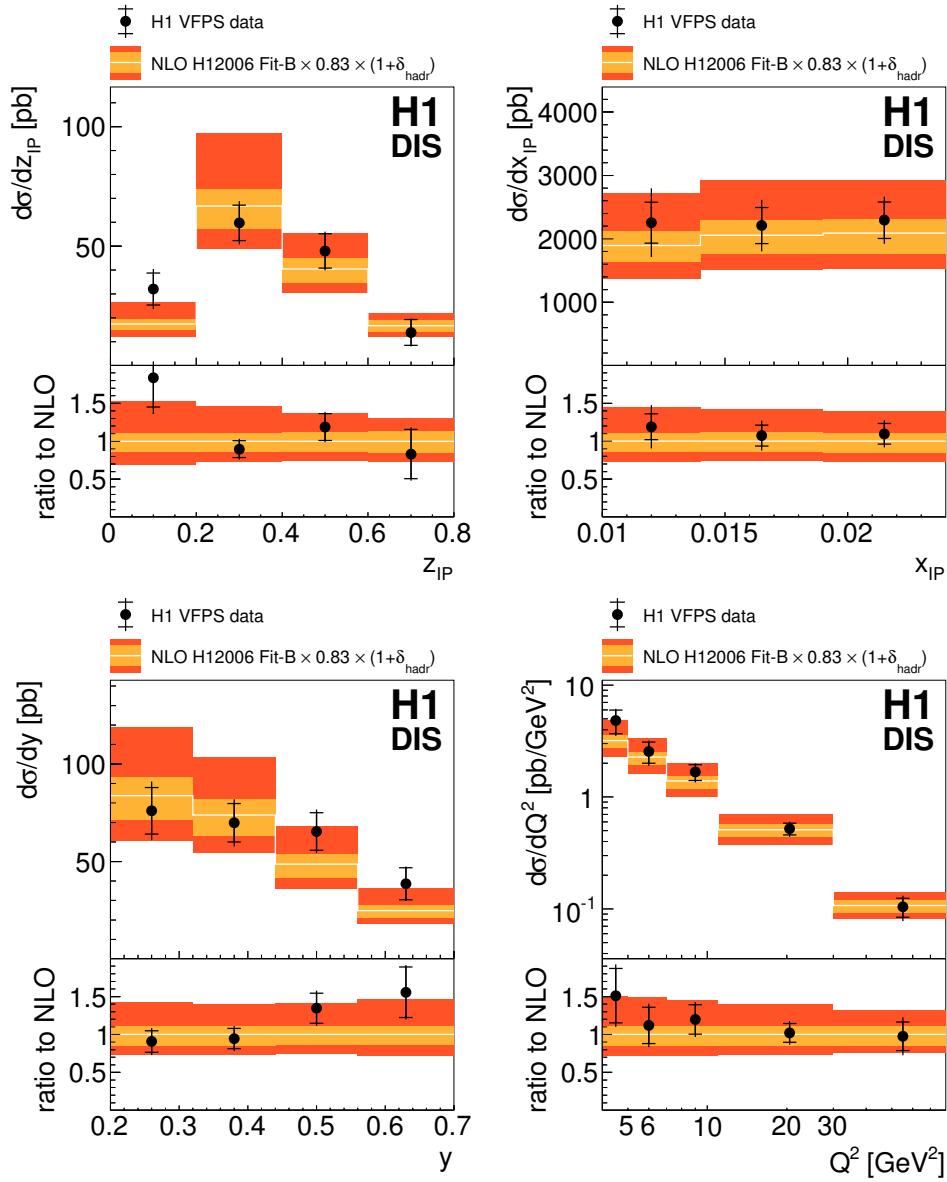 H1 VFPS data
NLO H12006 Fit-B × 0.83 × (1+δhadr)
H1
DIS
dσ/dzIP [pb]
100
50
ratio to NLO
1.5
1
0.5
0 0.2 0.4 0.6 0.8
zIP
H1 VFPS data
NLO H12006 Fit-B × 0.83 × (1+δhadr)
H1
DIS
dσ/dxIP [pb]
4000
3000
2000
1000
ratio to NLO
1.5
1
0.5
0.01 0.015 0.02
xIP
H1 VFPS data
NLO H12006 Fit-B × 0.83 × (1+δhadr)
H1
DIS
dσ/dy [pb]
100
50
ratio to NLO
1.5
1
0.5
0.2 0.3 0.4 0.5 0.6 0.7
y
H1 VFPS data
NLO H12006 Fit-B × 0.83 × (1+δhadr)
H1
DIS
dσ/dQ² [pb/GeV²]
10
1
10⁻¹
ratio to NLO
1.5
1
0.5
5 6 10 20 30
Q² [GeV²]